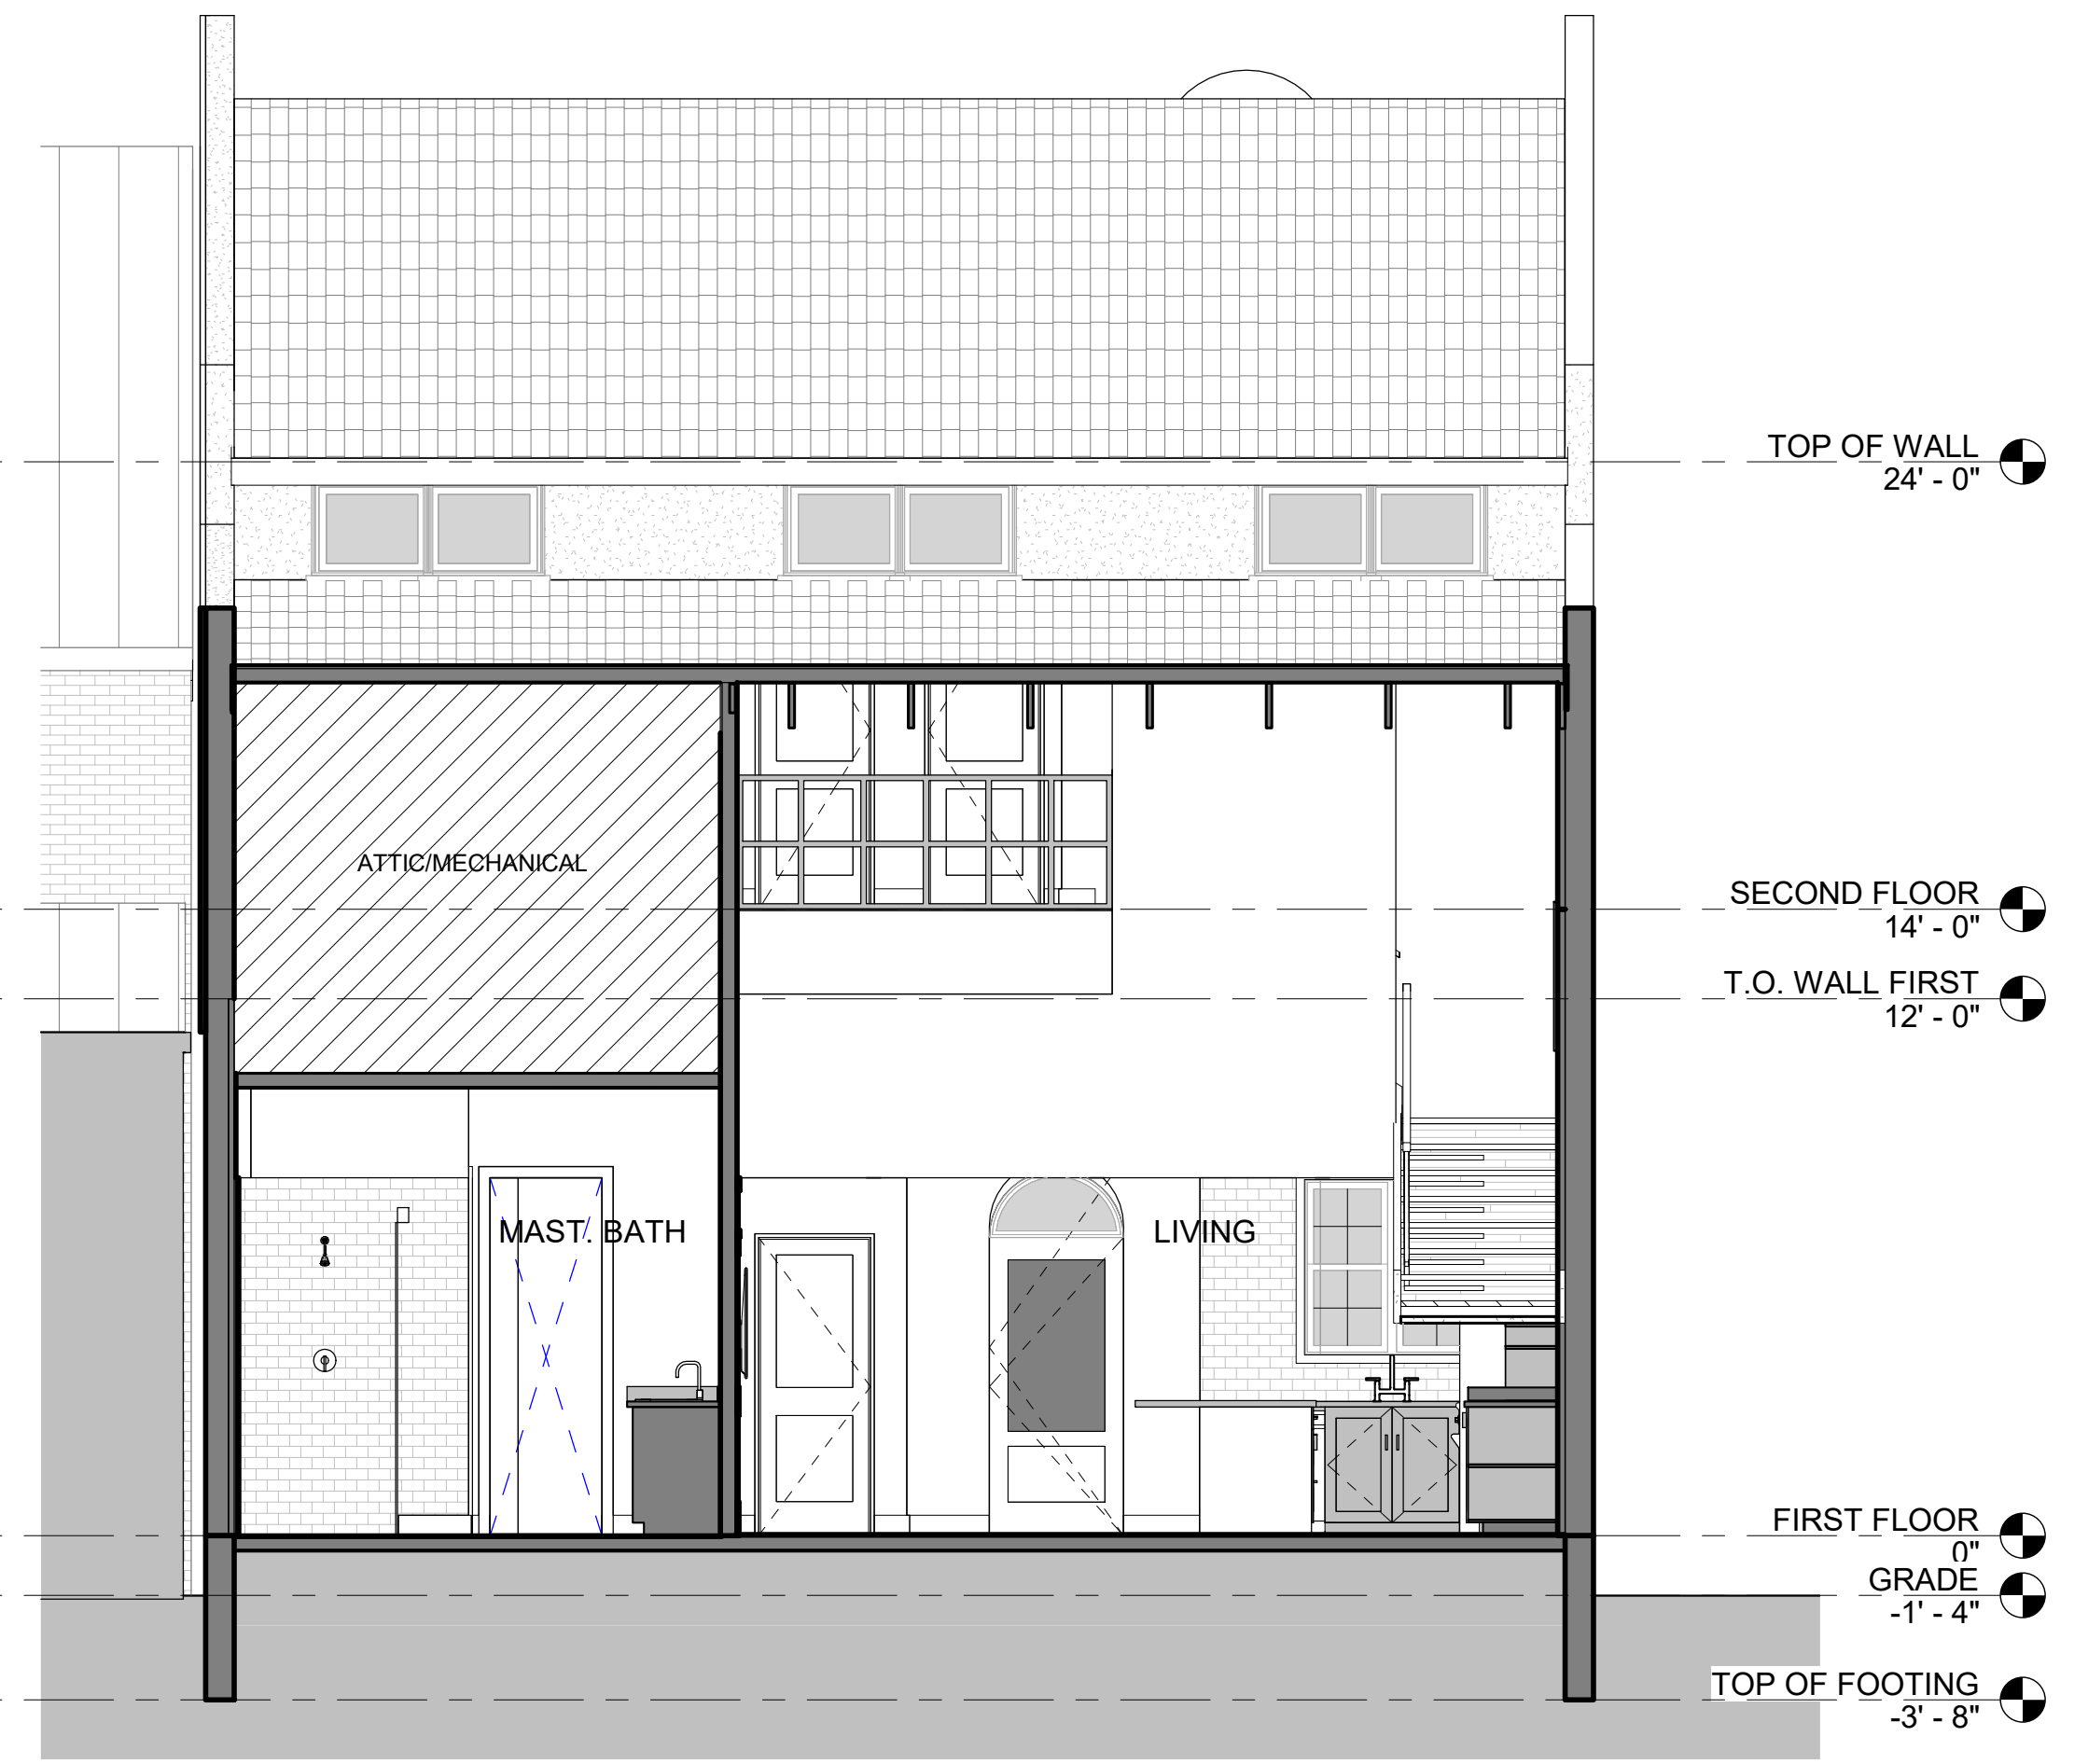 TOP OF WALL
24' - 0"
ATTIC/MECHANICAL
SECOND FLOOR
14' - 0"
T.O. WALL FIRST
12' - 0"
MAST. BATH
LIVING
FIRST FLOOR
0"
GRADE
-1' - 4"
TOP OF FOOTING
-3' - 8"